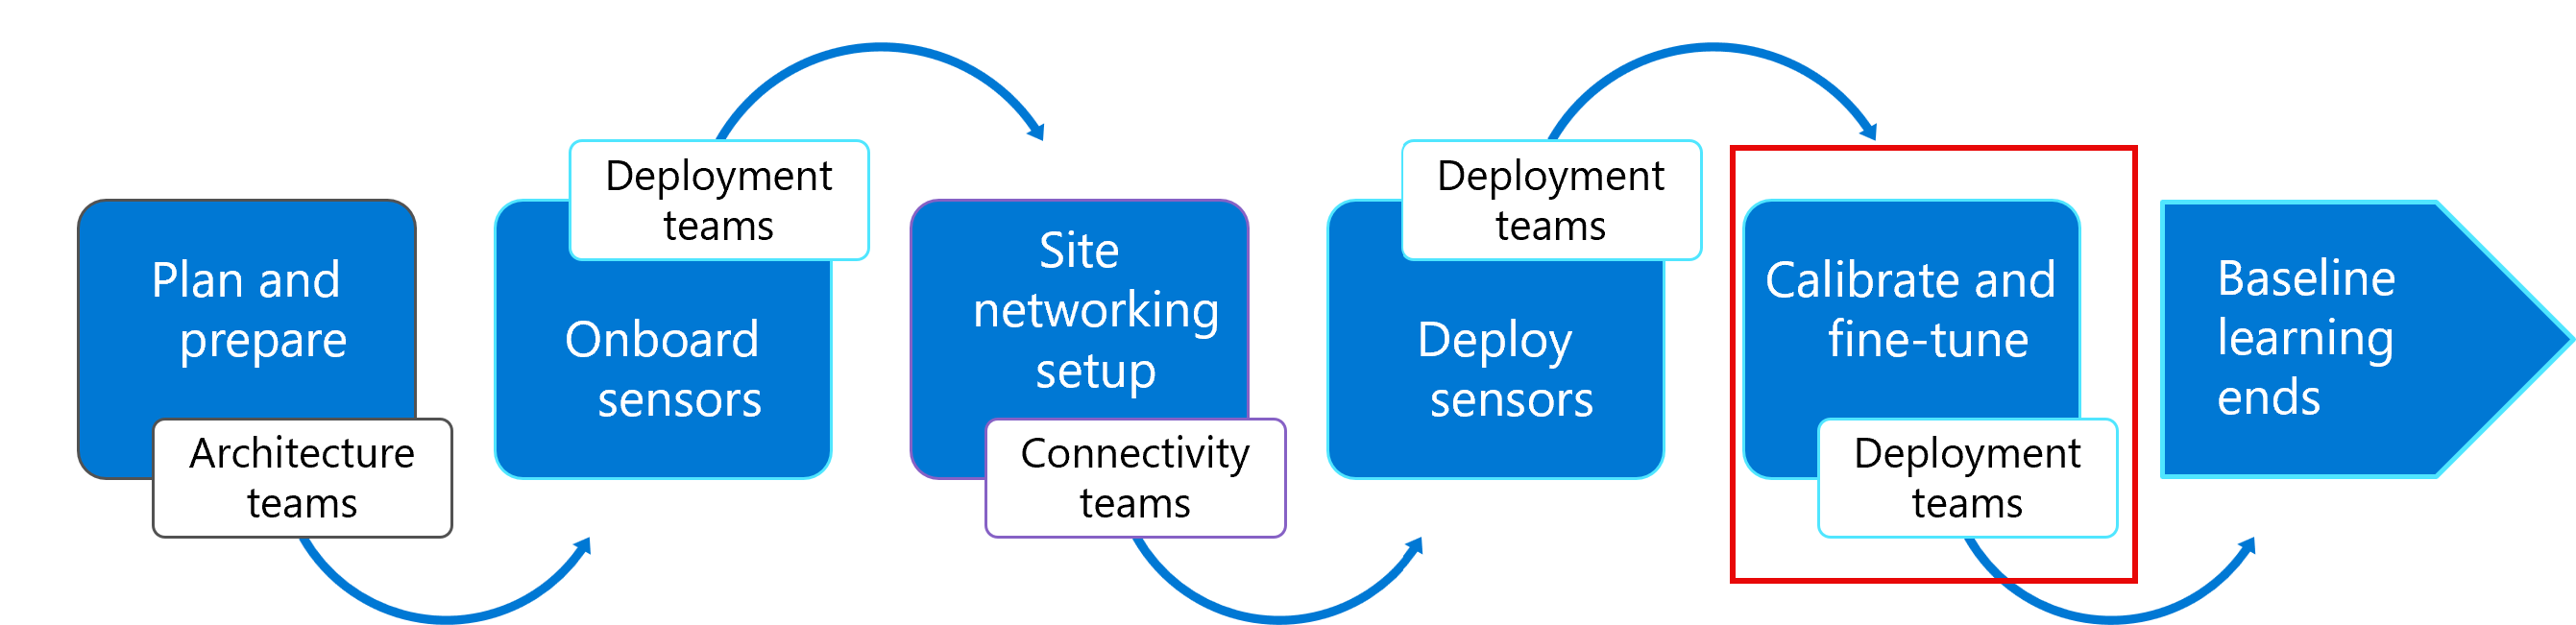 Plan and
prepare
Architecture
teams
Deployment
teams
Onboard
sensors
Site
networking
setup
Connectivity
teams
Deployment
teams
Deploy
sensors
Calibrate and
fine-tune
Deployment
teams
Baseline
learning
ends